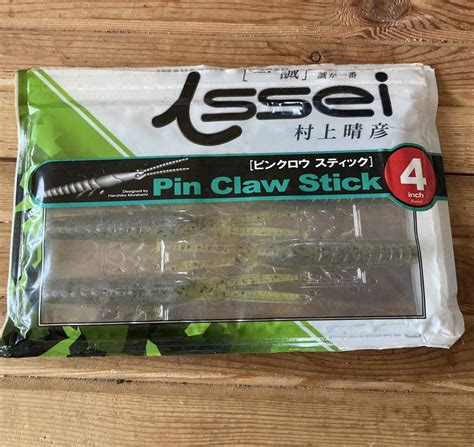 [一誠] 誠が一番
issei
村上晴彦
[ピンクロウ スティック]
Pin Claw Stick
4
inch
Designed by
Haruhiko Murakami